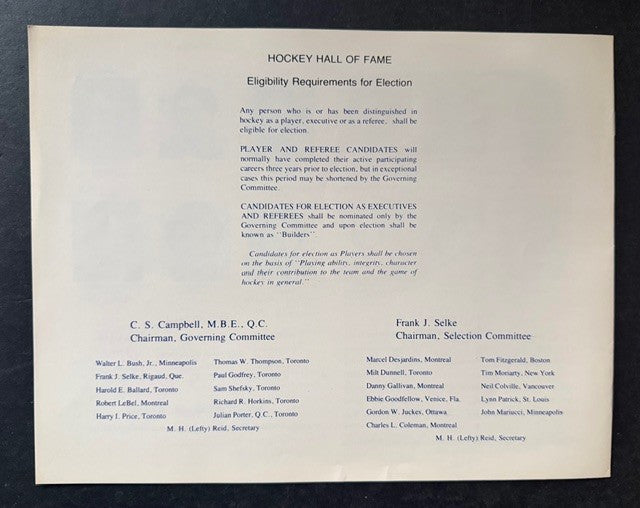 HOCKEY HALL OF FAME
Eligibility Requirements for Election
Any person who is or has been distinguished in
hockey as a player, executive or as a referee, shall be
eligible for election.
PLAYER AND REFEREE CANDIDATES will
normally have completed their active participating
careers three years prior to election, but in exceptional
cases this period may be shortened by the Governing
Committee.
CANDIDATES FOR ELECTION AS EXECUTIVES
AND REFEREES shall be nominated only by the
Governing Committee and upon election shall be
known as "Builders".
Candidates for election as Players shall be chosen
on the basis of "Playing ability, integrity, character
and their contribution to the team and the game of
hockey in general."
C. S. Campbell, M.B.E., Q.C.
Chairman, Governing Committee
Walter L. Bush, Jr., Minneapolis
Frank J. Selke, Rigaud, Que.
Harold E. Ballard, Toronto
Robert LeBel, Montreal
Harry I. Price, Toronto
Thomas W. Thompson, Toronto
Paul Godfrey, Toronto
Sam Shefsky, Toronto
Richard R. Horkins, Toronto
Julian Porter, Q.C., Toronto
M. H. (Lefty) Reid, Secretary
Frank J. Selke
Chairman, Selection Committee
Marcel Desjardins, Montreal
Milt Dunnell, Toronto
Danny Gallivan, Montreal
Ebbie Goodfellow, Venice, Fla.
Gordon W. Juckes, Ottawa
Charles L. Coleman, Montreal
Tom Fitzgerald, Boston
Tim Moriarty, New York
Neil Colville, Vancouver
Lynn Patrick, St. Louis
John Mariucci, Minneapolis
M. H. (Lefty) Reid, Secretary